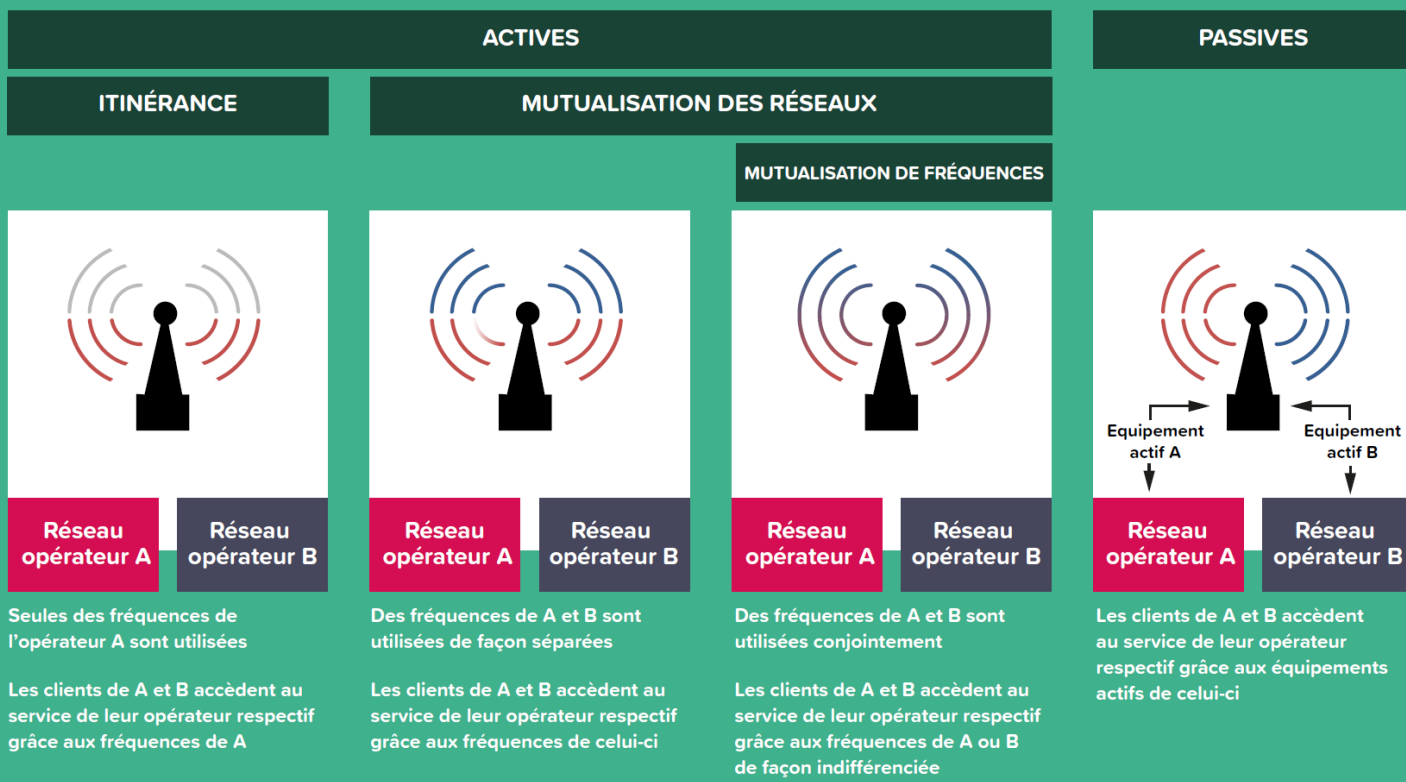 ACTIVES
PASSIVES
ITINÉRANCE
MUTUALISATION DES RÉSEAUX
MUTUALISATION DE FRÉQUENCES
Réseau
opérateur A
Réseau
opérateur B
Seules des fréquences de
l'opérateur A sont utilisées
Les clients de A et B accèdent au
service de leur opérateur respectif
grâce aux fréquences de A
Réseau
opérateur A
Réseau
opérateur B
Des fréquences de A et B sont
utilisées de façon séparées
Les clients de A et B accèdent au
service de leur opérateur respectif
grâce aux fréquences de celui-ci
Réseau
opérateur A
Réseau
opérateur B
Des fréquences de A et B sont
utilisées conjointement
Les clients de A et B accèdent au
service de leur opérateur respectif
grâce aux fréquences de A ou B
de façon indifférenciée
Equipement
actif A
Equipement
actif B
Réseau
opérateur A
Réseau
opérateur B
Les clients de A et B accèdent
au service de leur opérateur
respectif grâce aux équipements
actifs de celui-ci